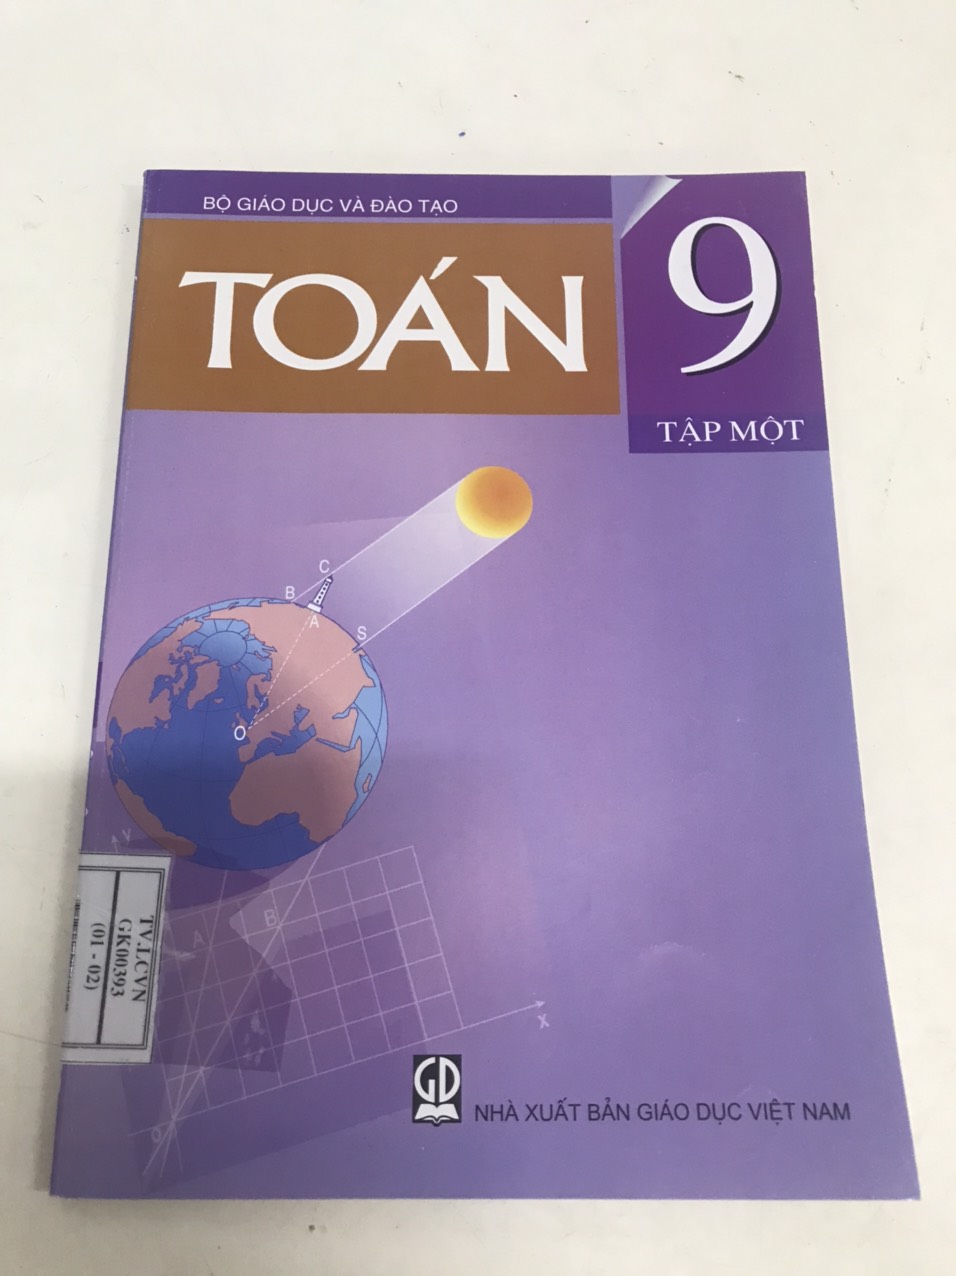 BỘ GIÁO DỤC VÀ ĐÀO TẠO
TOÁN
9
TẬP MỘT
C
B
A
S
O
y
A
B
x
0
TV.LCVN
GK00393
(01 - 02)
GD
NHÀ XUẤT BẢN GIÁO DỤC VIỆT NAM